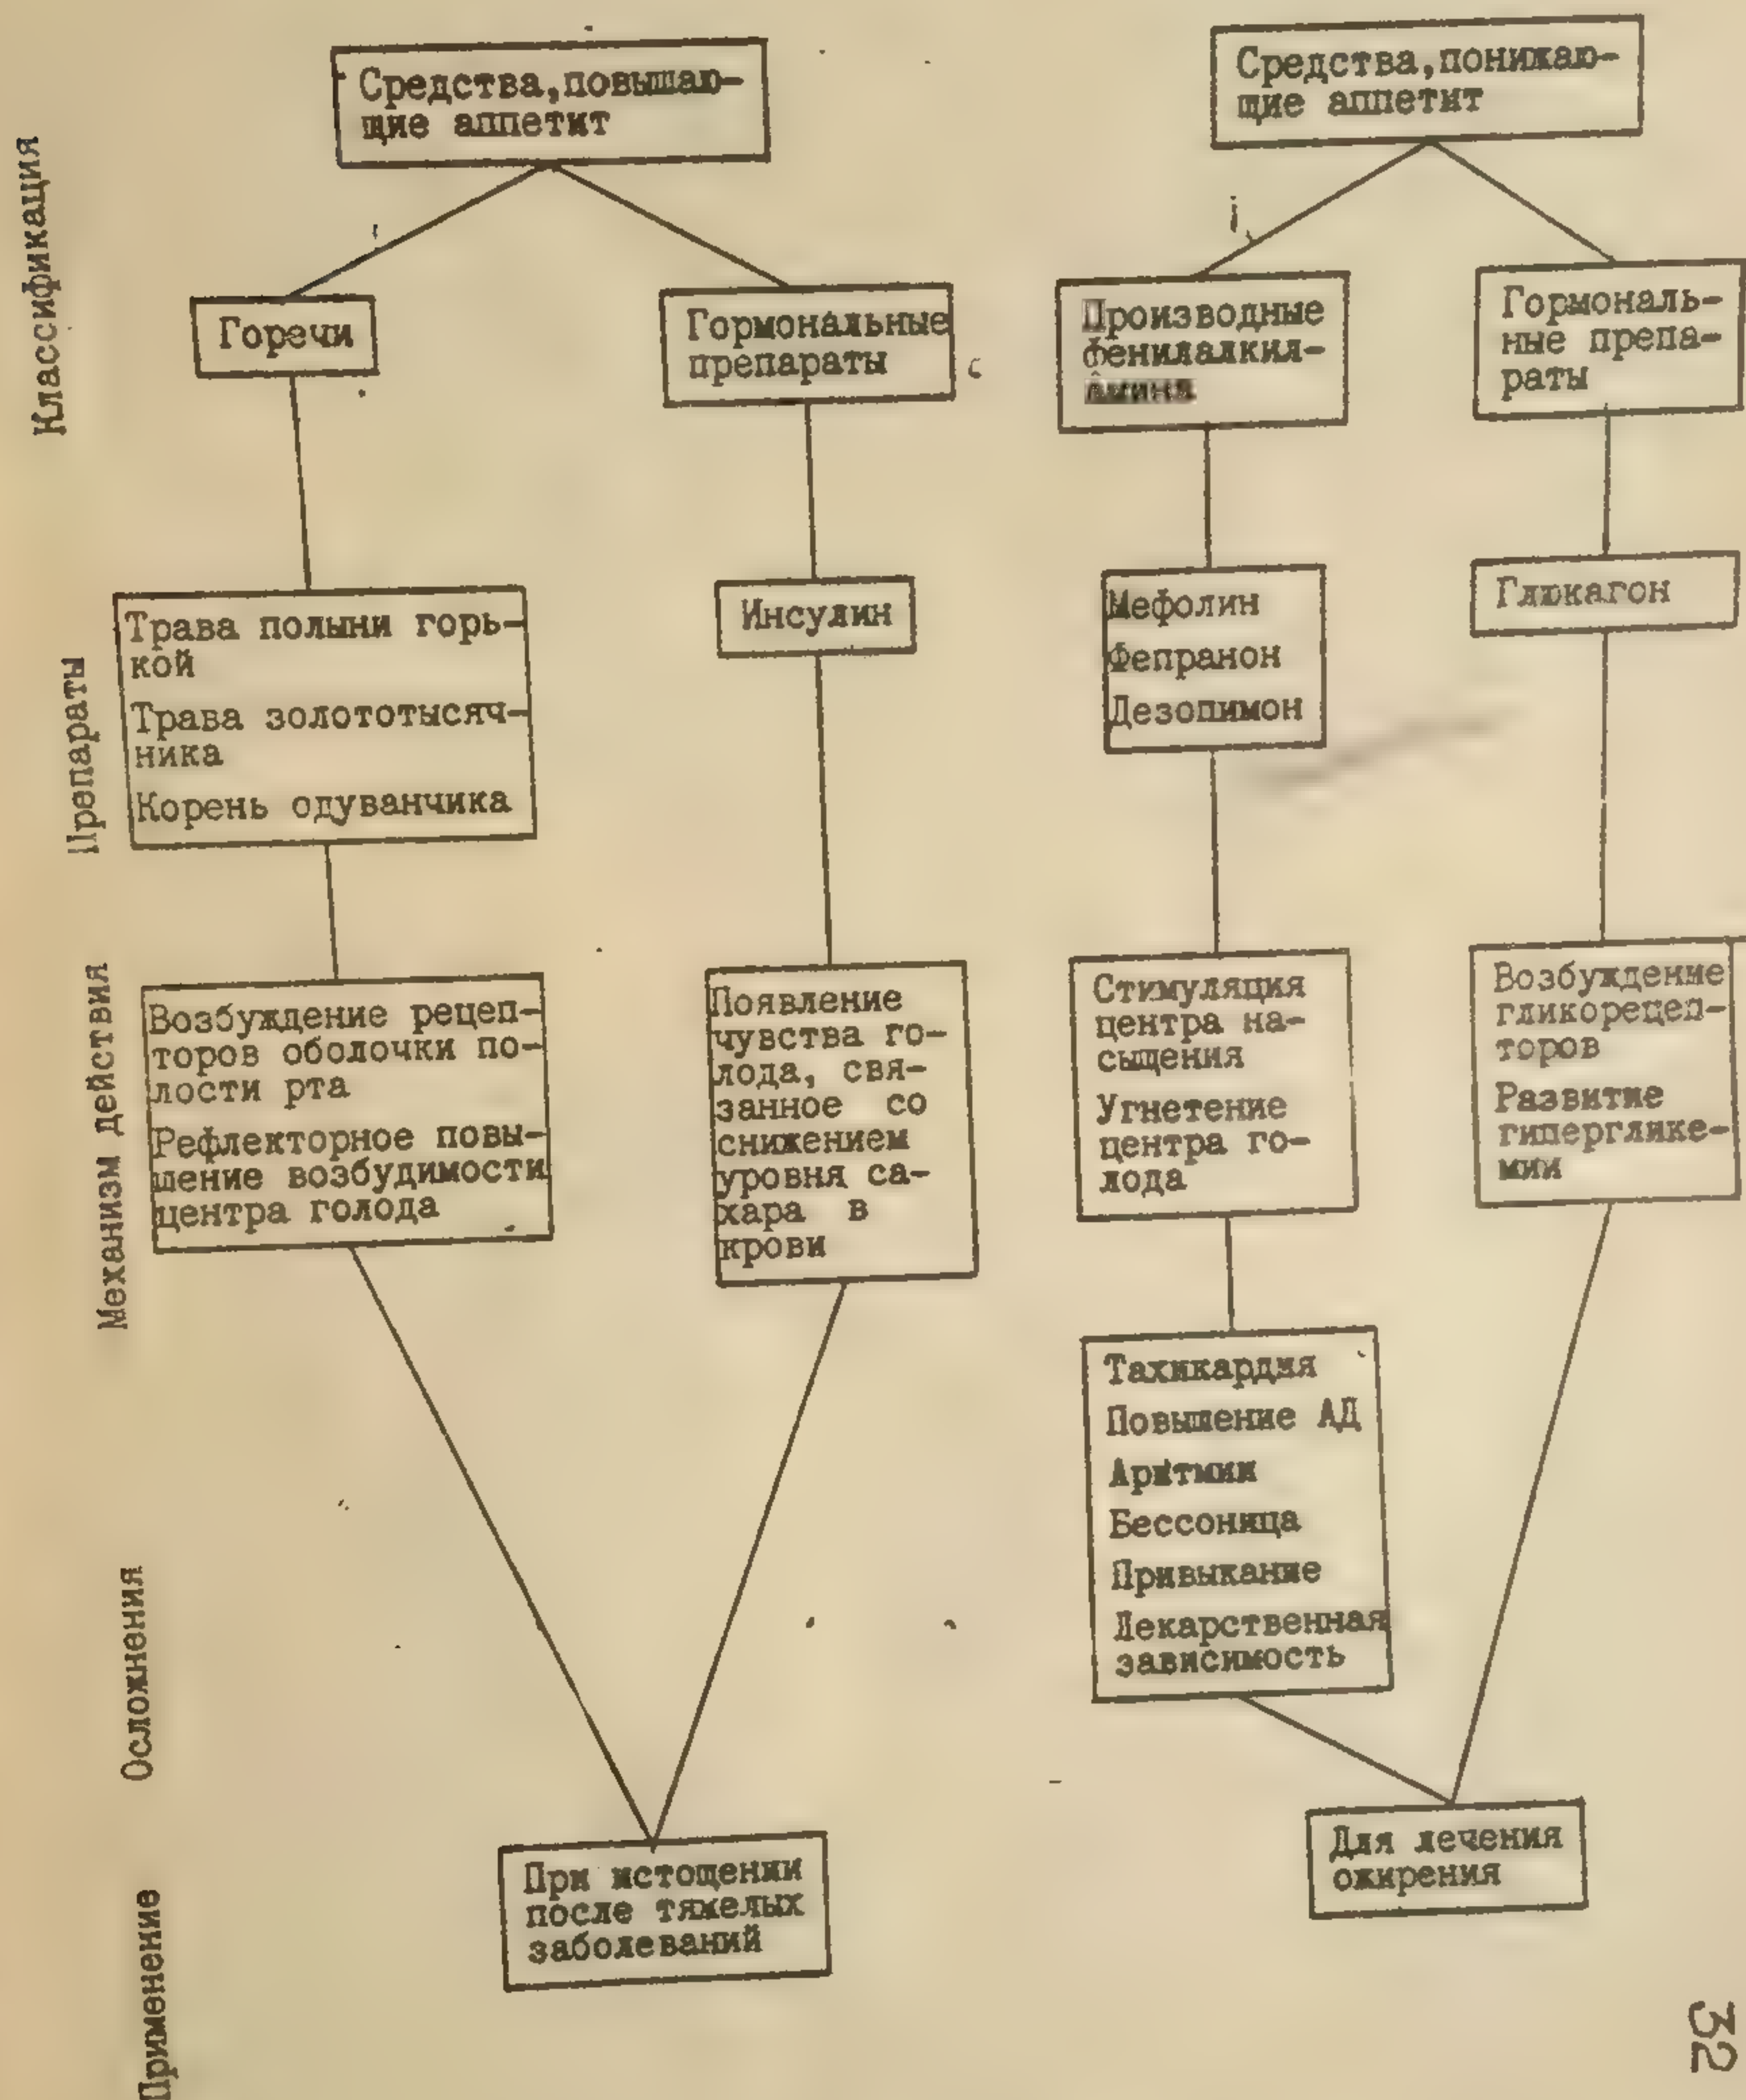 Классификация
Средства, повышаю-
щие аппетит
Средства, понижаю-
щие аппетит
Горечи
Гормональные
препараты
Производные
фенилалкил-
амина
Гормональ-
ные препа-
раты
Препараты
Трава полыни горь-
кой
Трава золототысяч-
ника
Корень одуванчика
Инсулин
Мефолин
Фепранон
Дезопимон
Глюкагон
Механизм действия
Возбуждение рецеп-
торов оболочки по-
лости рта
Рефлекторное повы-
шение возбудимости
центра голода
Появление
чувства го-
лода, свя-
занное со
снижением
уровня са-
хара в
крови
Стимуляция
центра на-
сыщения
Угнетение
центра го-
лода
Возбуждение
гликорецеп-
торов
Развитие
гипергликe-
мии
Осложнения
Тахикардия
Повышение АД
Аритмии
Бессоница
Привыкание
Лекарственная
зависимость
Применение
При истощении
после тяжелых
заболеваний
Для лечения
ожирения
32